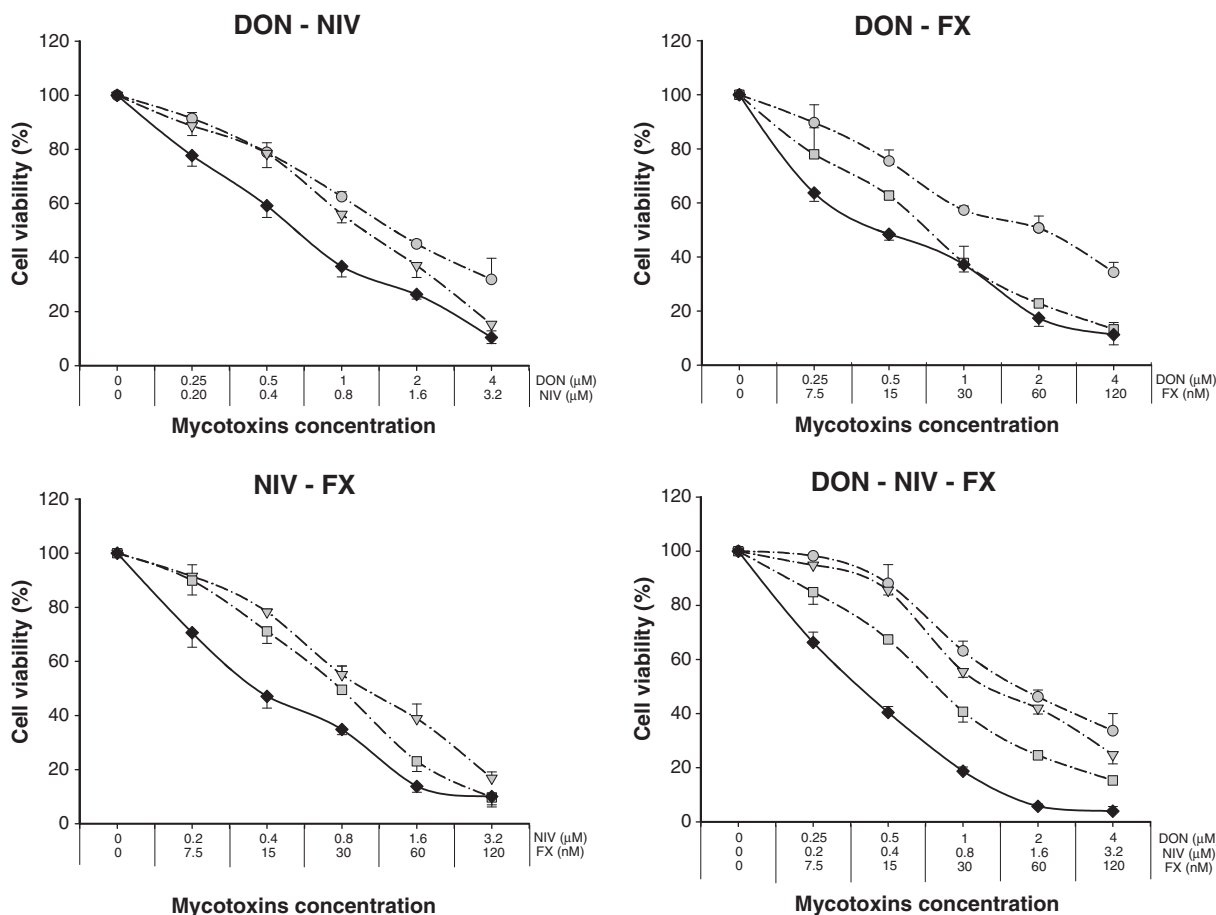 DON - NIV
120
100
80
60
40
20
0
Cell viability (%)
0 0.25 0.5 1 2 4 DON (μM)
0 0.20 0.4 0.8 1.6 3.2 NIV (μM)
Mycotoxins concentration
DON - FX
120
100
80
60
40
20
0
Cell viability (%)
0 0.25 0.5 1 2 4 DON (μM)
0 7.5 15 30 60 120 FX (nM)
Mycotoxins concentration
NIV - FX
120
100
80
60
40
20
0
Cell viability (%)
0 0.2 0.4 0.8 1.6 3.2 NIV (μM)
0 7.5 15 30 60 120 FX (nM)
Mycotoxins concentration
DON - NIV - FX
120
100
80
60
40
20
0
Cell viability (%)
0 0.25 0.5 1 2 4 DON (μM
0 0.2 0.4 0.8 1.6 3.2 NIV (μM)
0 7.5 15 30 60 120 FX (nM)
Mycotoxins concentration